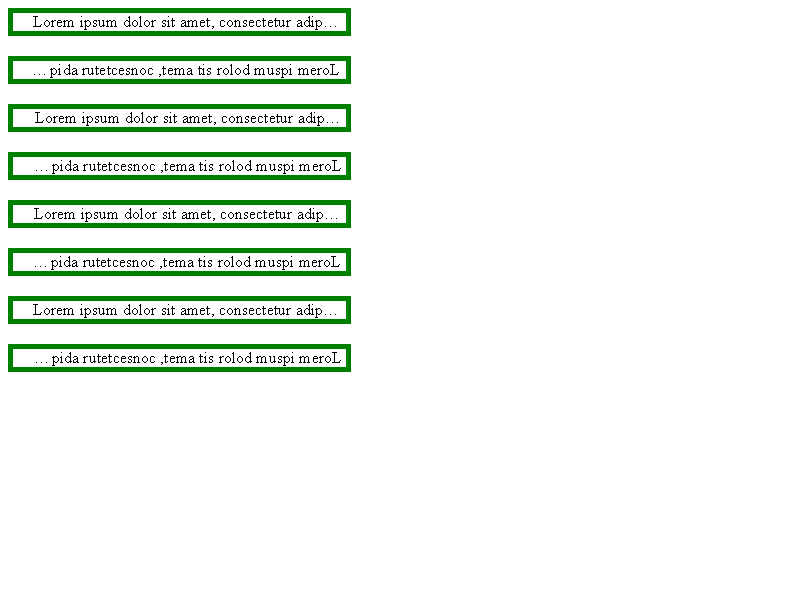 Lorem ipsum dolor sit amet, consectetur adip…
… pida rutetcesnoc ,tema tis rolod muspi meroL
Lorem ipsum dolor sit amet, consectetur adip…
… pida rutetcesnoc ,tema tis rolod muspi meroL
Lorem ipsum dolor sit amet, consectetur adip…
… pida rutetcesnoc ,tema tis rolod muspi meroL
Lorem ipsum dolor sit amet, consectetur adip…
… pida rutetcesnoc ,tema tis rolod muspi meroL